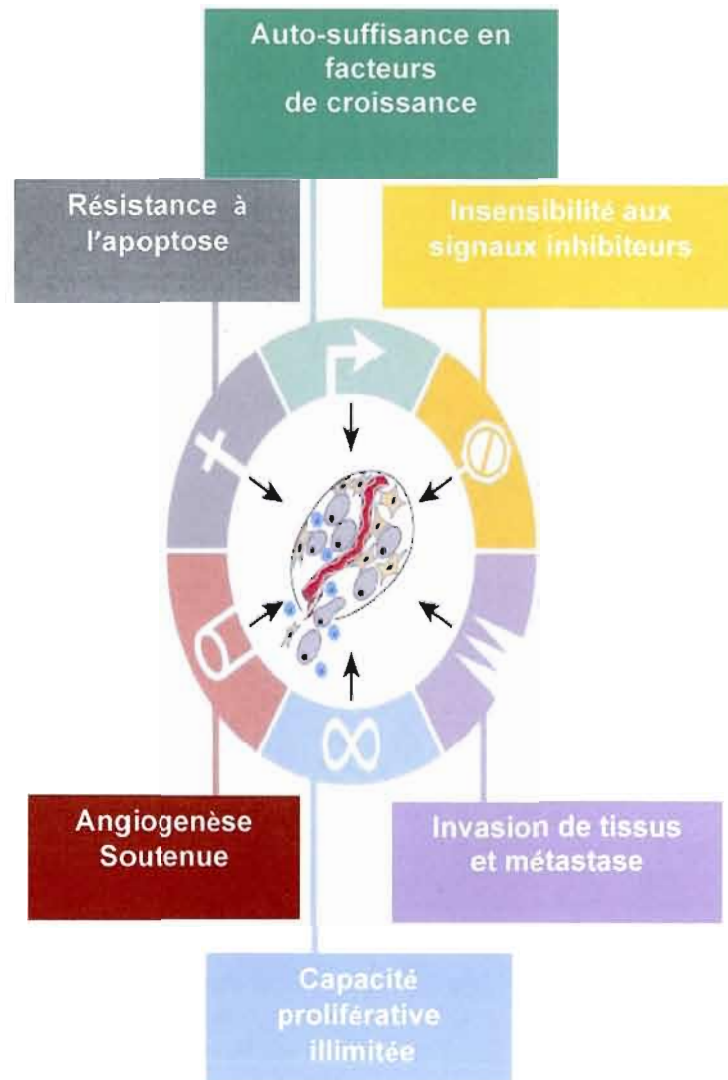 Auto-suffisance en
facteurs
de croissance
Résistance à
l'apoptose
Insensibilité aux
signaux inhibiteurs
Angiogenèse
Soutenue
Invasion de tissus
et métastase
Capacité
proliférative
illimitée